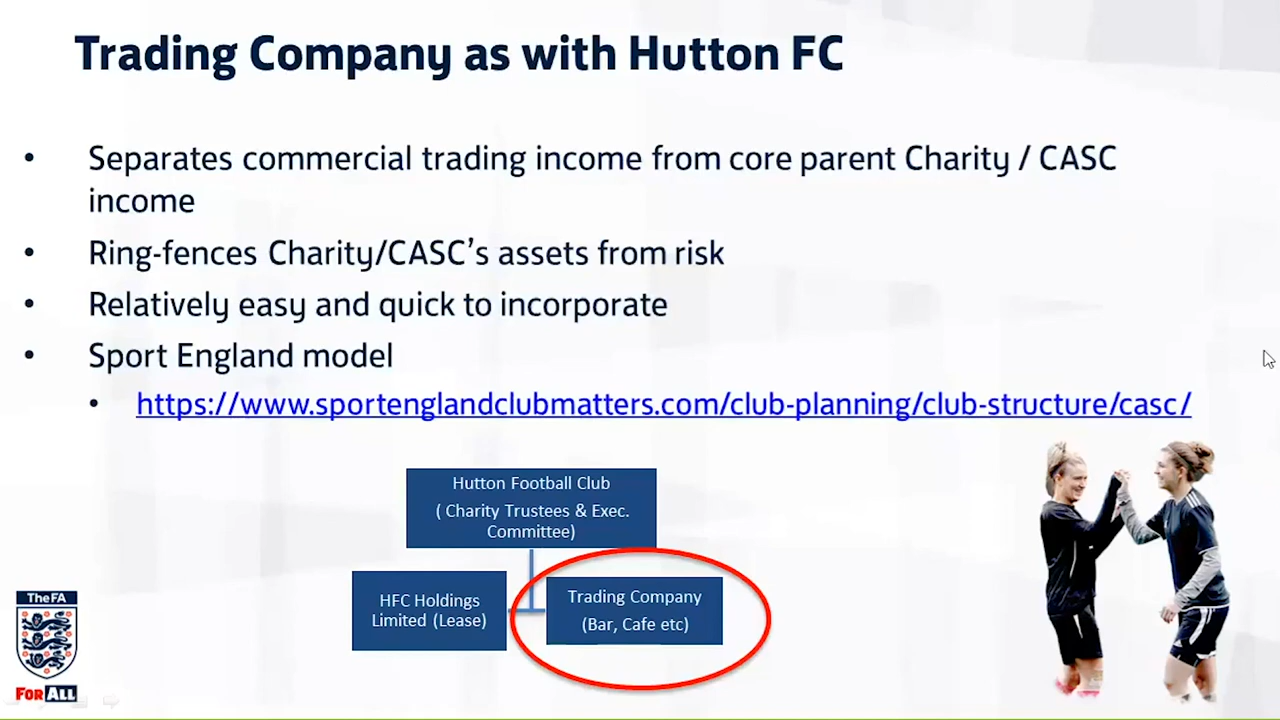 Trading Company as with Hutton FC
• Separates commercial trading income from core parent Charity / CASC
income
• Ring-fences Charity/CASC’s assets from risk
• Relatively easy and quick to incorporate
• Sport England model
• https://www.sportenglandclubmatters.com/club-planning/club-structure/casc/
Hutton Football Club
( Charity Trustees & Exec.
Committee)
HFC Holdings
Limited (Lease)
Trading Company
(Bar, Cafe etc)
The FA
FOR ALL